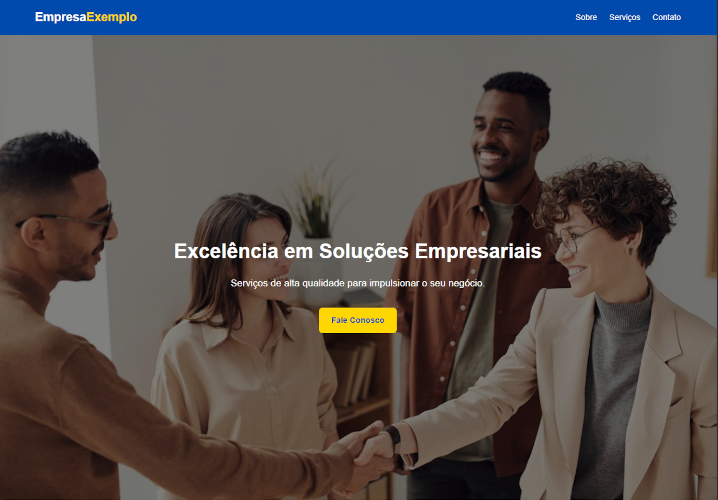 EmpresaExemplo
Sobre Serviços Contato
Excelência em Soluções Empresariais
Serviços de alta qualidade para impulsionar o seu negócio.
Fale Conosco